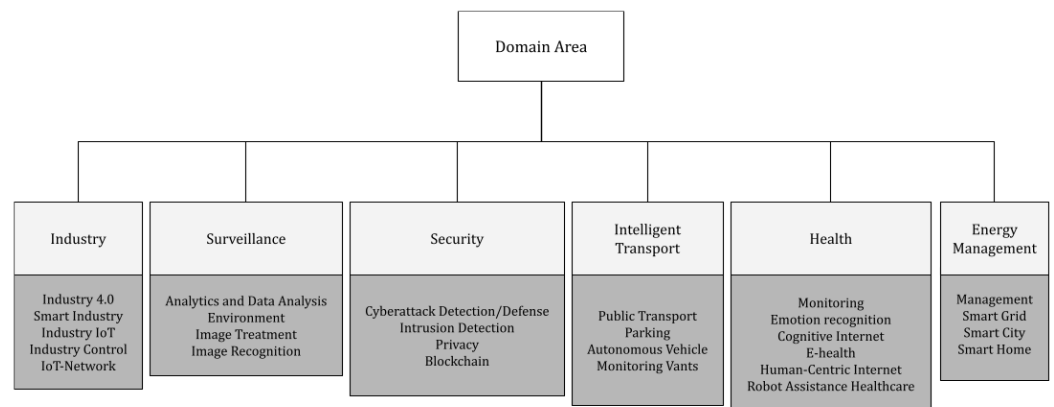 Domain Area
Industry
Industry 4.0
Smart Industry
Industry IoT
Industry Control
IoT-Network
Surveillance
Analytics and Data Analysis
Environment
Image Treatment
Image Recognition
Security
Cyberattack Detection/Defense
Intrusion Detection
Privacy
Blockchain
Intelligent
Transport
Public Transport
Parking
Autonomous Vehicle
Monitoring Vants
Health
Monitoring
Emotion recognition
Cognitive Internet
E-health
Human-Centric Internet
Robot Assistance Healthcare
Energy
Management
Management
Smart Grid
Smart City
Smart Home